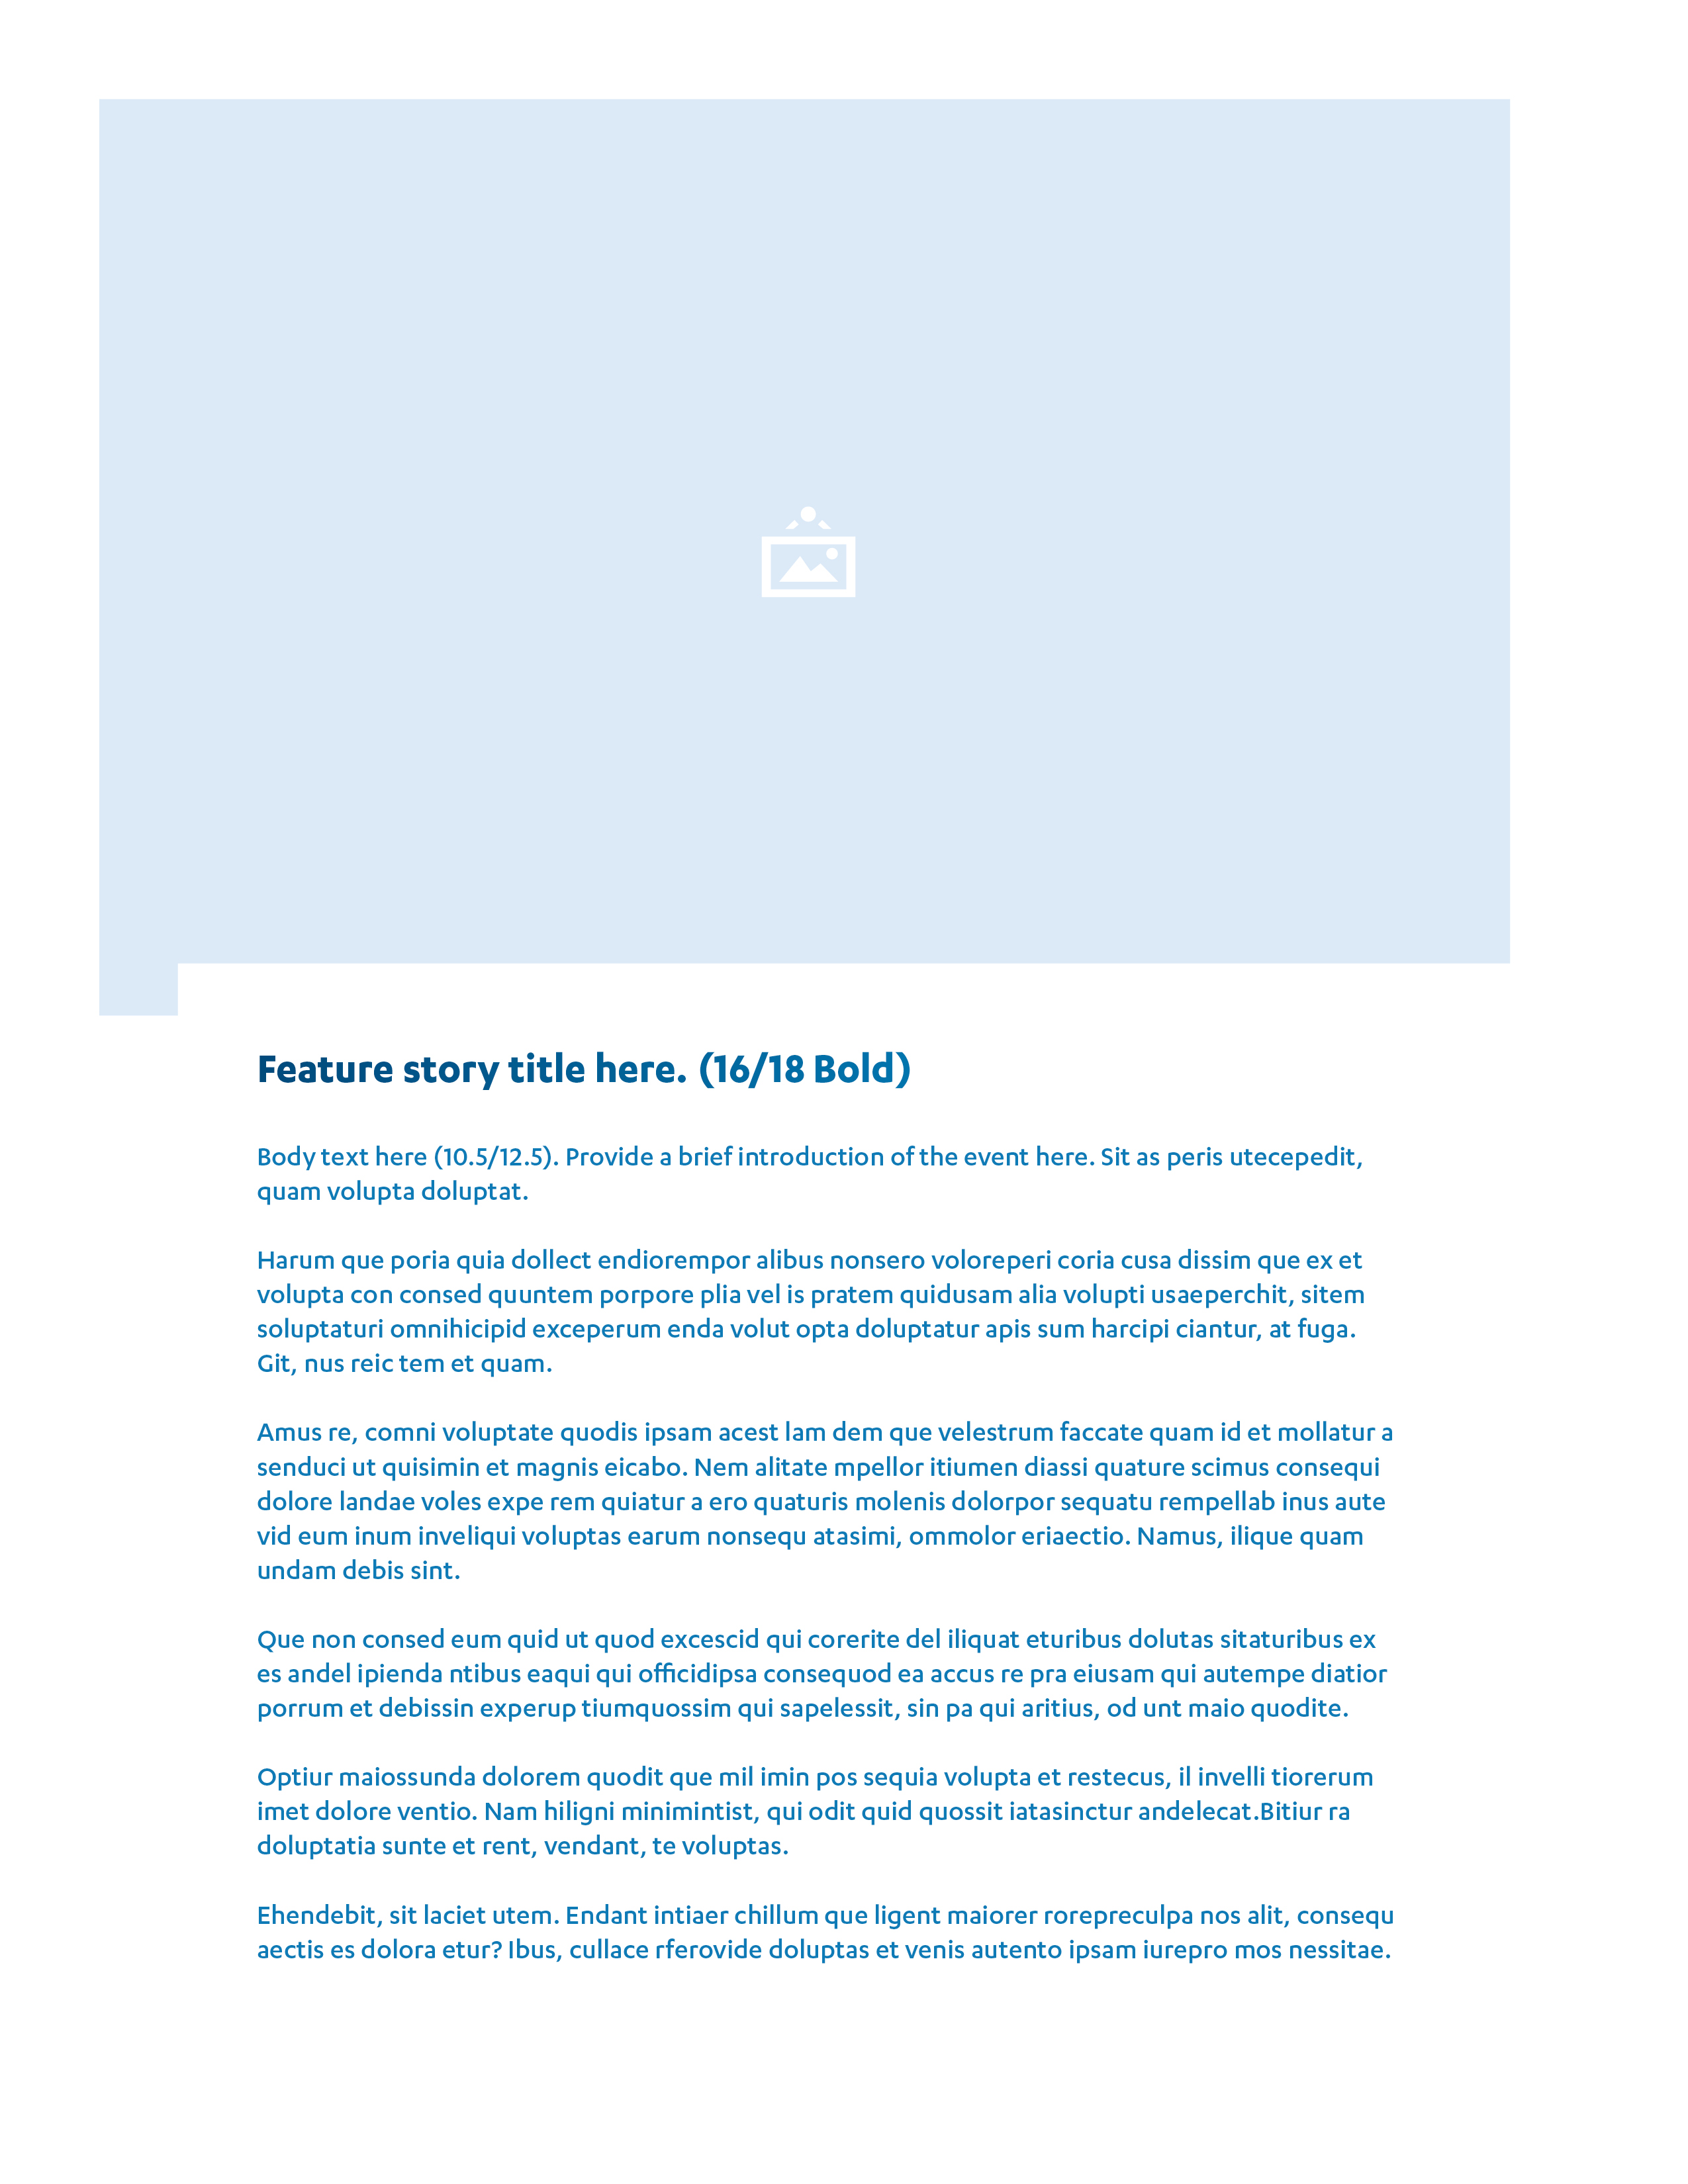 Feature story title here. (16/18 Bold)
Body text here (10.5/12.5). Provide a brief introduction of the event here. Sit as peris utecepedit,
quam volupta doluptat.
Harum que poria quia dollect endiorempor alibus nonsero voloreperi coria cusa dissim que ex et
volupta con consed quuntem porpore plia vel is pratem quidusam alia volupti usaeperchit, sitem
soluptaturi omnihicipid exceperum enda volut opta doluptatur apis sum harcipi ciantur, at fuga.
Git, nus reic tem et quam.
Amus re, comni voluptate quodis ipsam acest lam dem que velestrum faccate quam id et mollatur a
senduci ut quisimin et magnis eicabo. Nem alitate mpellor itiumen diassi quature scimus consequi
dolore landae voles expe rem quiatur a ero quaturis molenis dolorpor sequatu rempellab inus aute
vid eum inum inveliqui voluptas earum nonsequ atasimi, ommolor eriaectio. Namus, ilique quam
undam debis sint.
Que non consed eum quid ut quod excescid qui corerite del iliquat eturibus dolutas sitaturibus ex
es andel ipienda ntibus eaqui qui officidipsa consequod ea accus re pra eiusam qui autempe diatior
porrum et debissin experup tiumquossim qui sapelessit, sin pa qui aritius, od unt maio quodite.
Optiur maiossunda dolorem quodit que mil imin pos sequia volupta et restecus, il invelli tiorerum
imet dolore ventio. Nam hiligni minimintist, qui odit quid quossit iatasinctur andelecat.Bitiur ra
doluptatia sunte et rent, vendant, te voluptas.
Ehendebit, sit laciet utem. Endant intiaer chillum que ligent maiorer rorepreculpa nos alit, consequ
aectis es dolora etur? Ibus, cullace rferovide doluptas et venis autento ipsam iurepro mos nessitae.